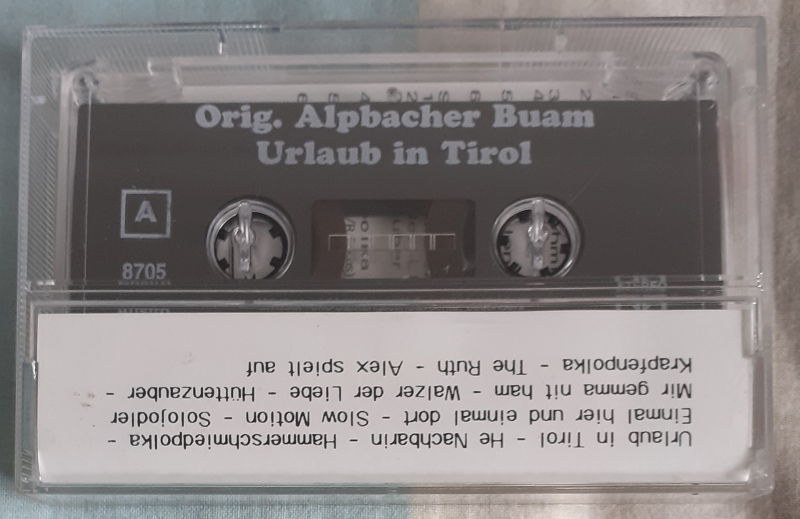 Orig. Alpbacher Buam
Urlaub in Tirol
A
8705
STEREO
Urlaub in Tirol - He Nachbarin - Hammerschmiedpolka -
Einmal hier und einmal dort - Slow Motion - Solojodler
Mir gemma nit ham - Walzer der Liebe - Hüttenzauber -
Krapfenpolka - The Ruth - Alex spielt auf